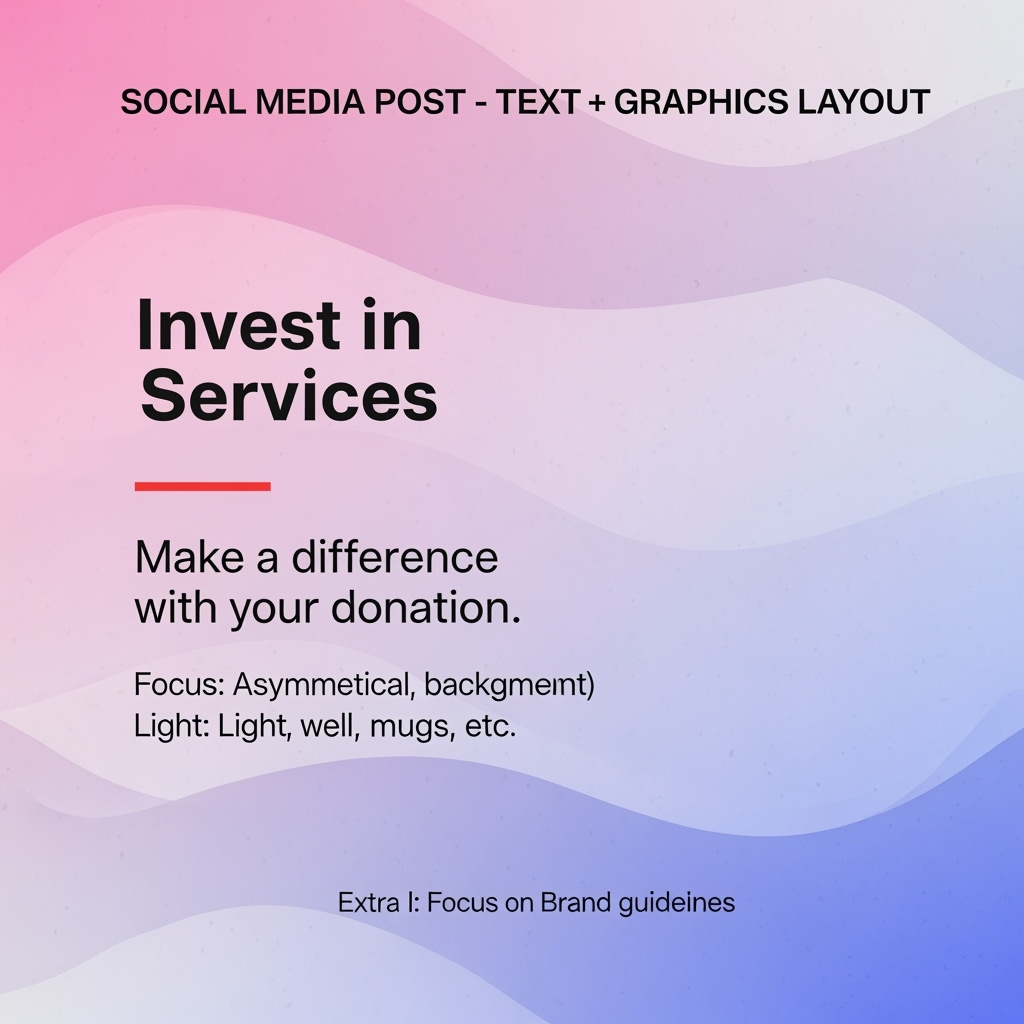 SOCIAL MEDIA POST - TEXT + GRAPHICS LAYOUT
Invest in
Services
Make a difference
with your donation.
Focus: Asymmetical, backgmeınt)
Light: Light, well, mugs, etc.
Extra l: Focus on Brand guidelnes